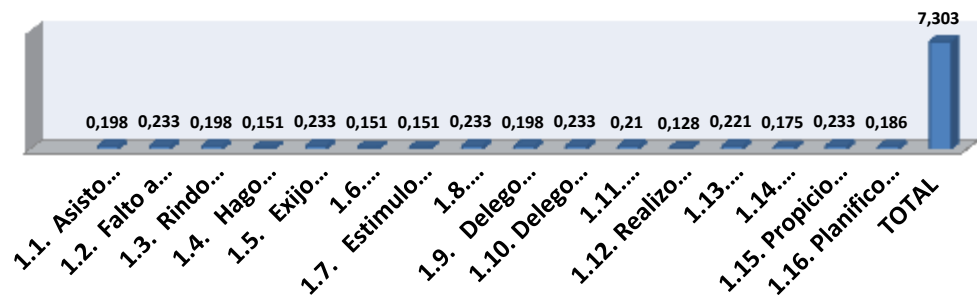 7,303
0,198 0,233 0,198 0,151 0,233 0,151 0,151 0,233 0,198 0,233 0,21 0,128 0,221 0,175 0,233 0,186
1.1. Asisto...
1.2. Falto a...
1.3. Rindo...
1.4. Hago...
1.5. Exijo...
1.6....
1.7. Estimulo...
1.8....
1.9. Delego...
1.10. Delego...
1.11....
1.12. Realizo...
1.13....
1.14....
1.15. Propicio...
1.16. Planifico...
TOTAL